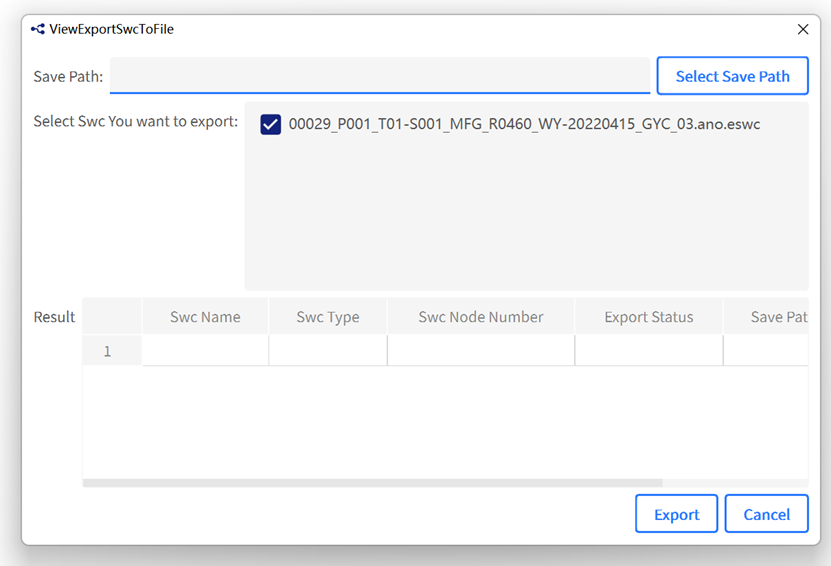 ViewExportSwcToFile
Save Path:
Select Save Path
Select Swc You want to export:
00029_P001_T01-S001_MFG_R0460_WY-20220415_GYC_03.ano.eswc
Result
Swc Name
Swc Type
Swc Node Number
Export Status
Save Pat
1
Export
Cancel